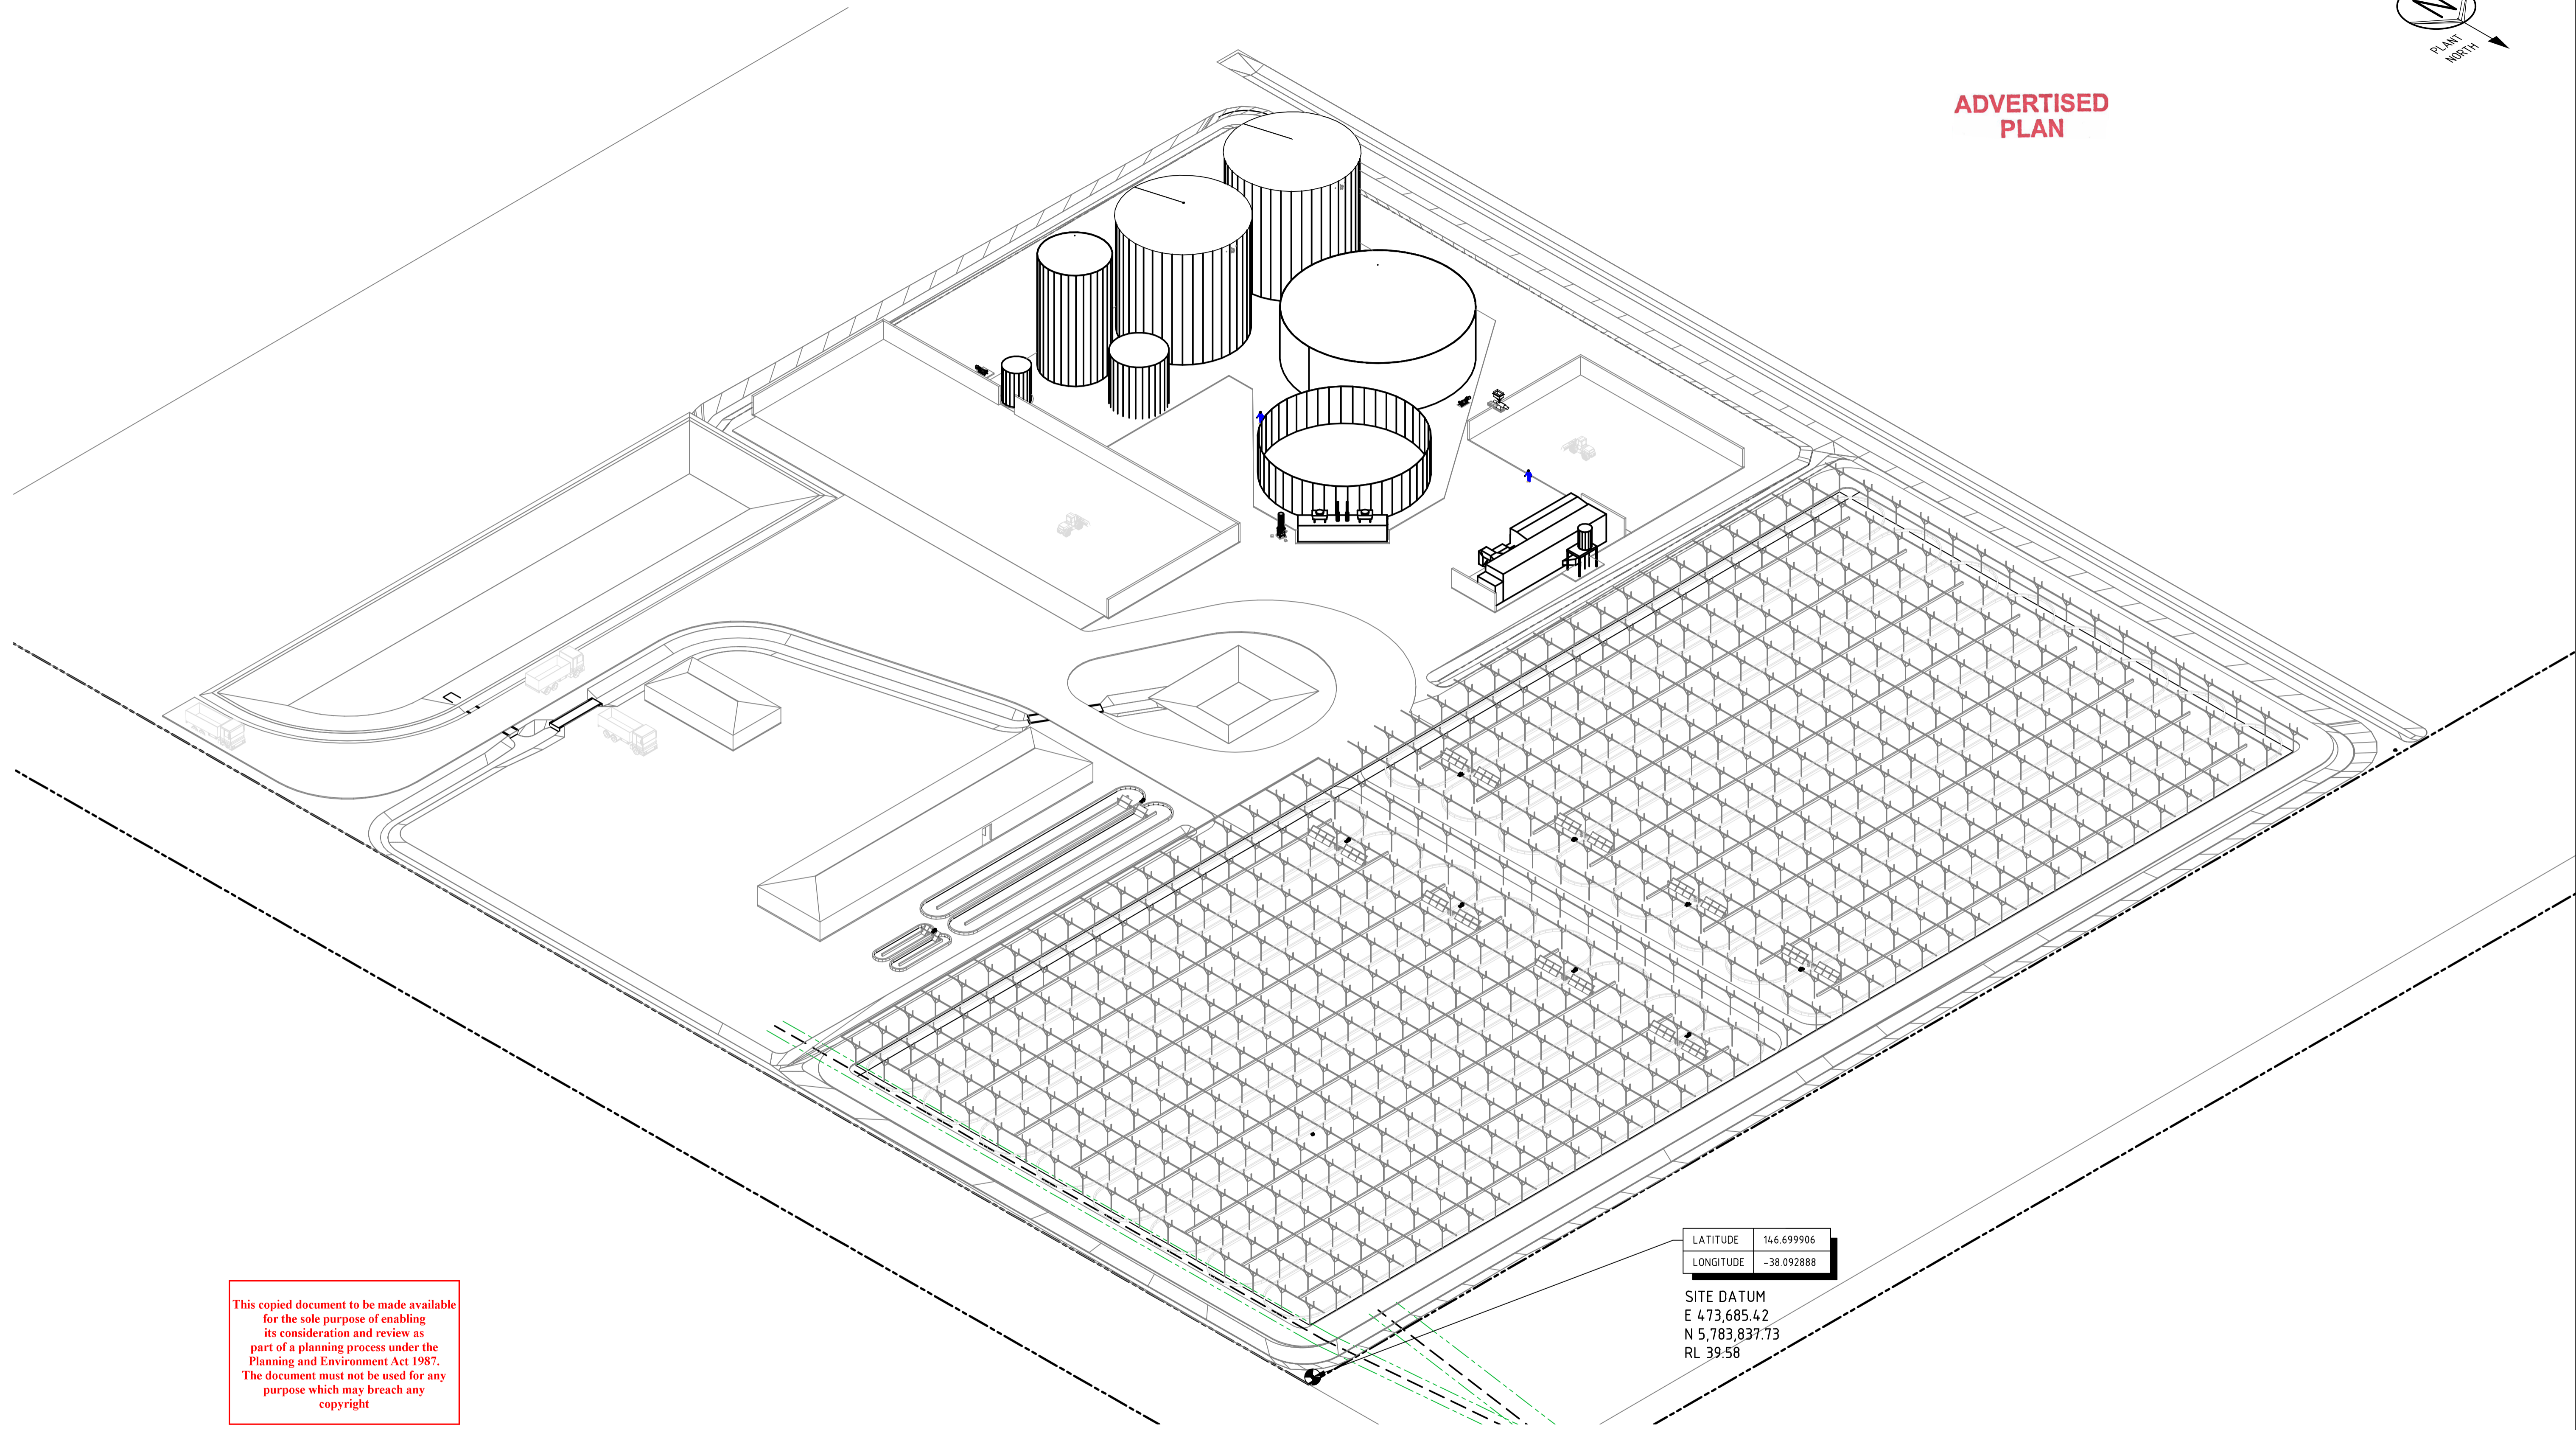 N
PLANT
NORTH
ADVERTISED
PLAN
LATITUDE 146.699906
LONGITUDE -38.092888
SITE DATUM
E 473,685.42
N 5,783,837.73
RL 39.58
This copied document to be made available
for the sole purpose of enabling
its consideration and review as
part of a planning process under the
Planning and Environment Act 1987.
The document must not be used for any
purpose which may breach any
copyright